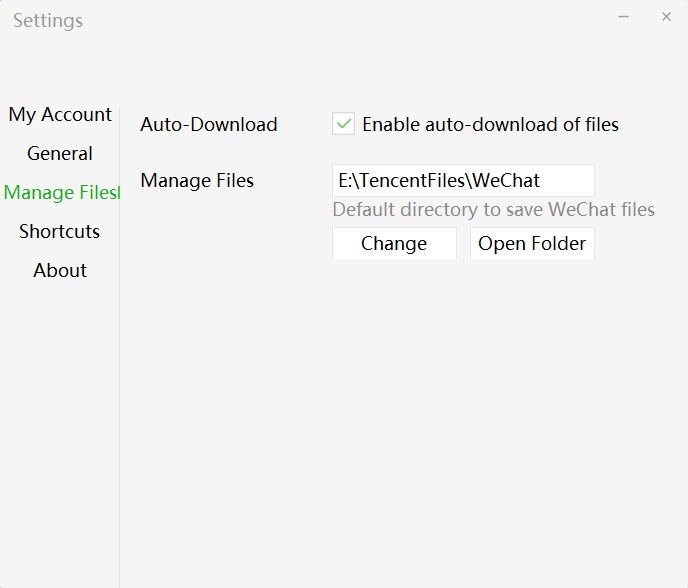 Settings
My Account
General
Manage Files
Shortcuts
About
Auto-Download
Enable auto-download of files
Manage Files
E:\TencentFiles\WeChat
Default directory to save WeChat files
Change
Open Folder